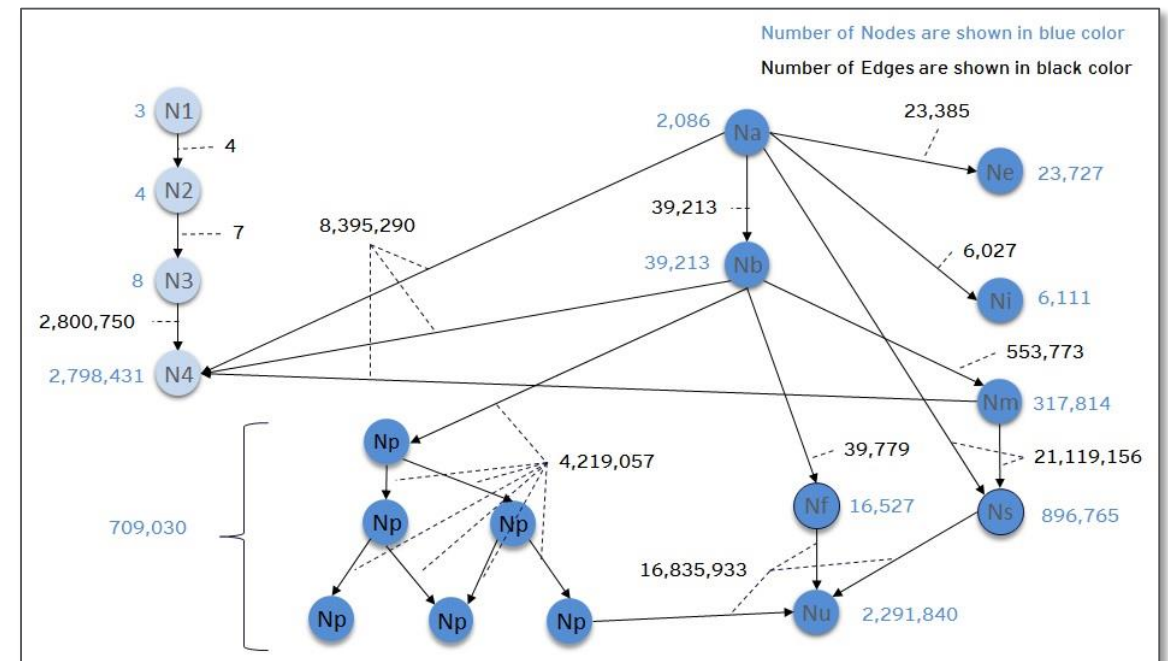 Number of Nodes are shown in blue color
Number of Edges are shown in black color
3 N1
4
4 N2
7
8 N3
2,800,750
2,798,431 N4
8,395,290
2,086 Na
23,385
Ne 23,727
39,213
39,213 Nb
6,027
Ni 6,111
553,773
Nm 317,814
21,119,156
39,779
Nf 16,527
Ns 896,765
16,835,933
Nu 2,291,840
Np
4,219,057
Np Np
709,030
Np Np Np